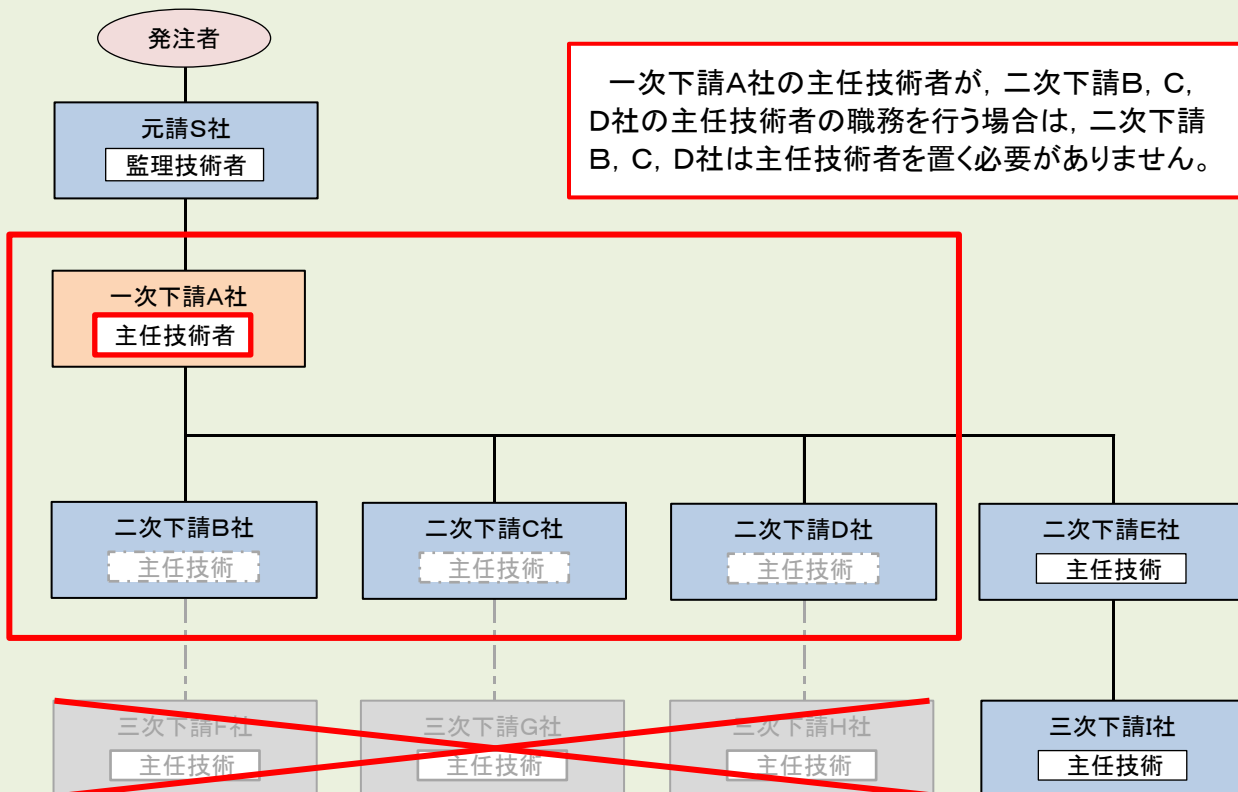 発注者
元請S社
監理技術者
一次下請A社の主任技術者が，二次下請B，C，
D社の主任技術者の職務を行う場合は，二次下請
B，C，D社は主任技術者を置く必要がありません。
一次下請A社
主任技術者
二次下請B社
主任技術
二次下請C社
主任技術
二次下請D社
主任技術
二次下請E社
主任技術
三次下請F社
主任技術
三次下請G社
主任技術
三次下請H社
主任技術
三次下請I社
主任技術